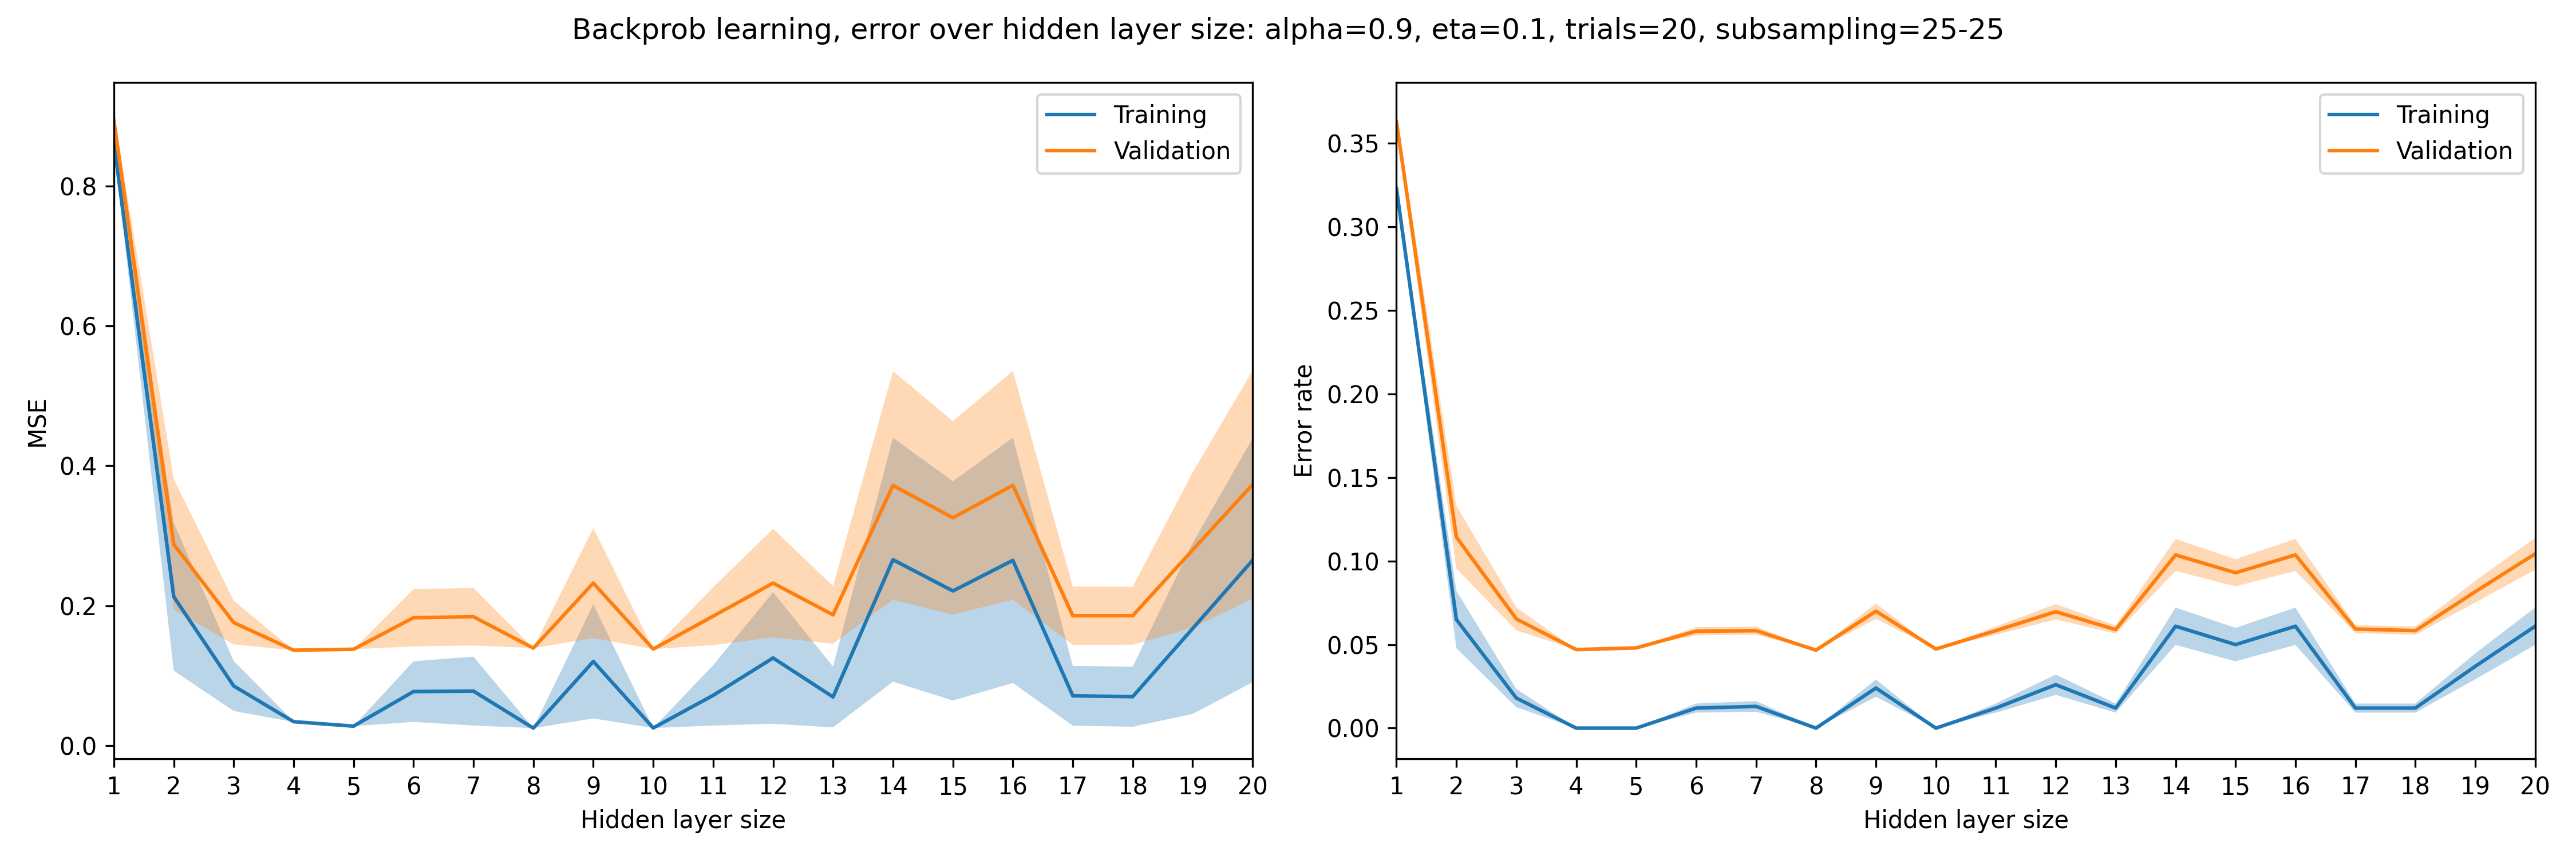 Backprob learning, error over hidden layer size: alpha=0.9, eta=0.1, trials=20, subsampling=25-25
Training
Validation
MSE
0.8
0.6
0.4
0.2
0.0
1 2 3 4 5 6 7 8 9 10 11 12 13 14 15 16 17 18 19 20
Hidden layer size
Training
Validation
Error rate
0.35
0.30
0.25
0.20
0.15
0.10
0.05
0.00
1 2 3 4 5 6 7 8 9 10 11 12 13 14 15 16 17 18 19 20
Hidden layer size